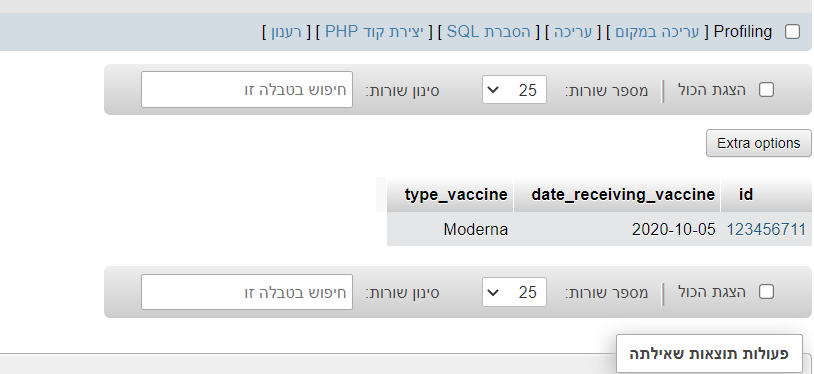 Profiling [ עריכה במקום ] [ עריכה ] [ הסברת SQL ] [ יצירת קוד PHP ] [ רענון ]
הצגת הכול | מספר שורות: 25 סינון שורות: חיפוש בטבלה זו
Extra options
id date_receiving_vaccine type_vaccine
123456711 2020-10-05 Moderna
הצגת הכול | מספר שורות: 25 סינון שורות: חיפוש בטבלה זו
פעולות תוצאות שאילתה